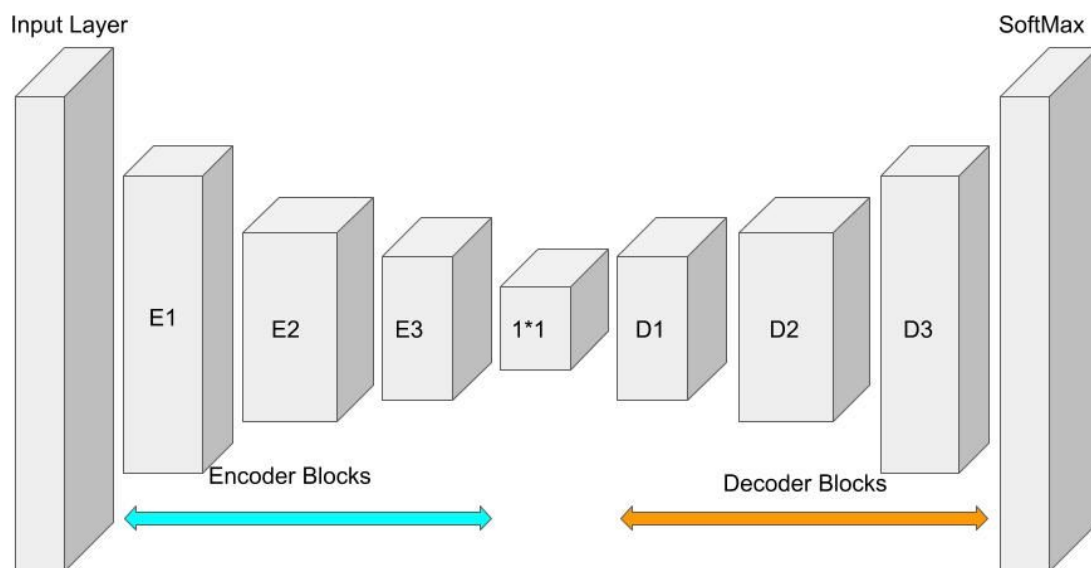 Input Layer
SoftMax
E1
E2
E3
1*1
D1
D2
D3
Encoder Blocks
Decoder Blocks